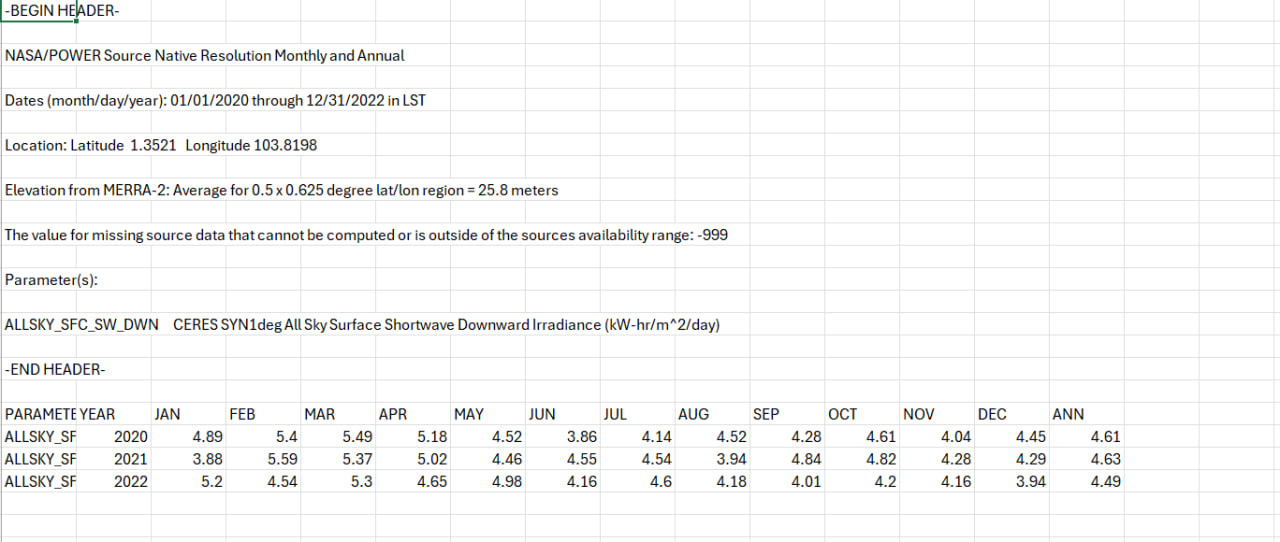 -BEGIN HEADER-
NASA/POWER Source Native Resolution Monthly and Annual
Dates (month/day/year): 01/01/2020 through 12/31/2022 in LST
Location: Latitude 1.3521 Longitude 103.8198
Elevation from MERRA-2: Average for 0.5 x 0.625 degree lat/lon region = 25.8 meters
The value for missing source data that cannot be computed or is outside of the sources availability range: -999
Parameter(s):
ALLSKY_SFC_SW_DWN CERES SYN1deg All Sky Surface Shortwave Downward Irradiance (kW-hr/m^2/day)
-END HEADER-
PARAMETE YEAR JAN FEB MAR APR MAY JUN JUL AUG SEP OCT NOV DEC ANN
ALLSKY_SF 2020 4.89 5.4 5.49 5.18 4.52 3.86 4.14 4.52 4.28 4.61 4.04 4.45 4.61
ALLSKY_SF 2021 3.88 5.59 5.37 5.02 4.46 4.55 4.54 3.94 4.84 4.82 4.28 4.29 4.63
ALLSKY_SF 2022 5.2 4.54 5.3 4.65 4.98 4.16 4.6 4.18 4.01 4.2 4.16 3.94 4.49